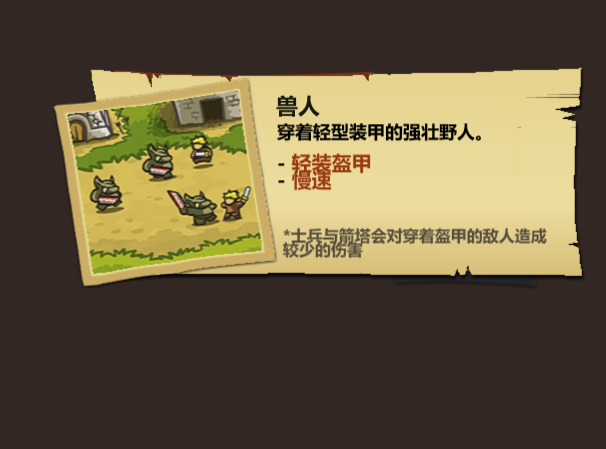 兽人
穿着轻型装甲的强壮野人。
- 轻装盔甲
- 慢速
*士兵与箭塔会对穿着盔甲的敌人造成
较少的伤害